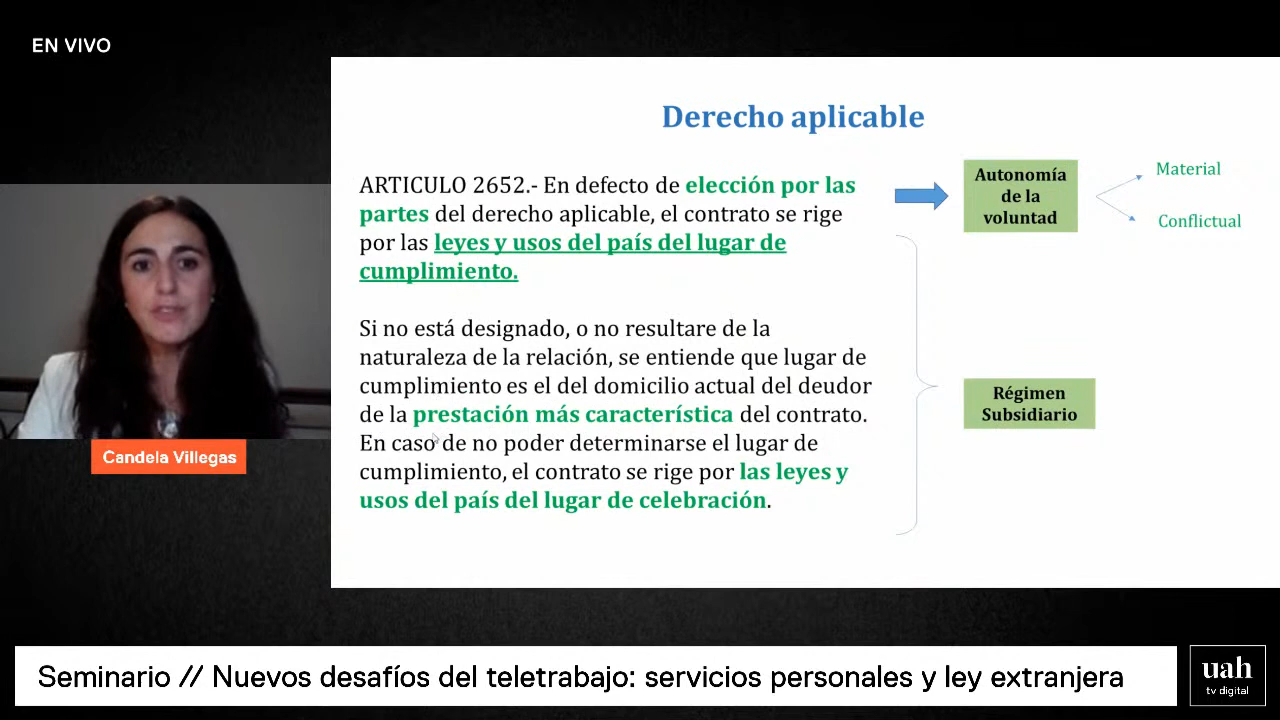 EN VIVO
Derecho aplicable
ARTICULO 2652.- En defecto de elección por las
partes del derecho aplicable, el contrato se rige
por las leyes y usos del país del lugar de
cumplimiento.
Si no está designado, o no resultare de la
naturaleza de la relación, se entiende que lugar de
cumplimiento es el del domicilio actual del deudor
de la prestación más característica del contrato.
En caso de no poder determinarse el lugar de
cumplimiento, el contrato se rige por las leyes y
usos del país del lugar de celebración.
Autonomía
de la
voluntad
Material
Conflictual
Régimen
Subsidiario
Candela Villegas
Seminario // Nuevos desafíos del teletrabajo: servicios personales y ley extranjera
uah
tv digital